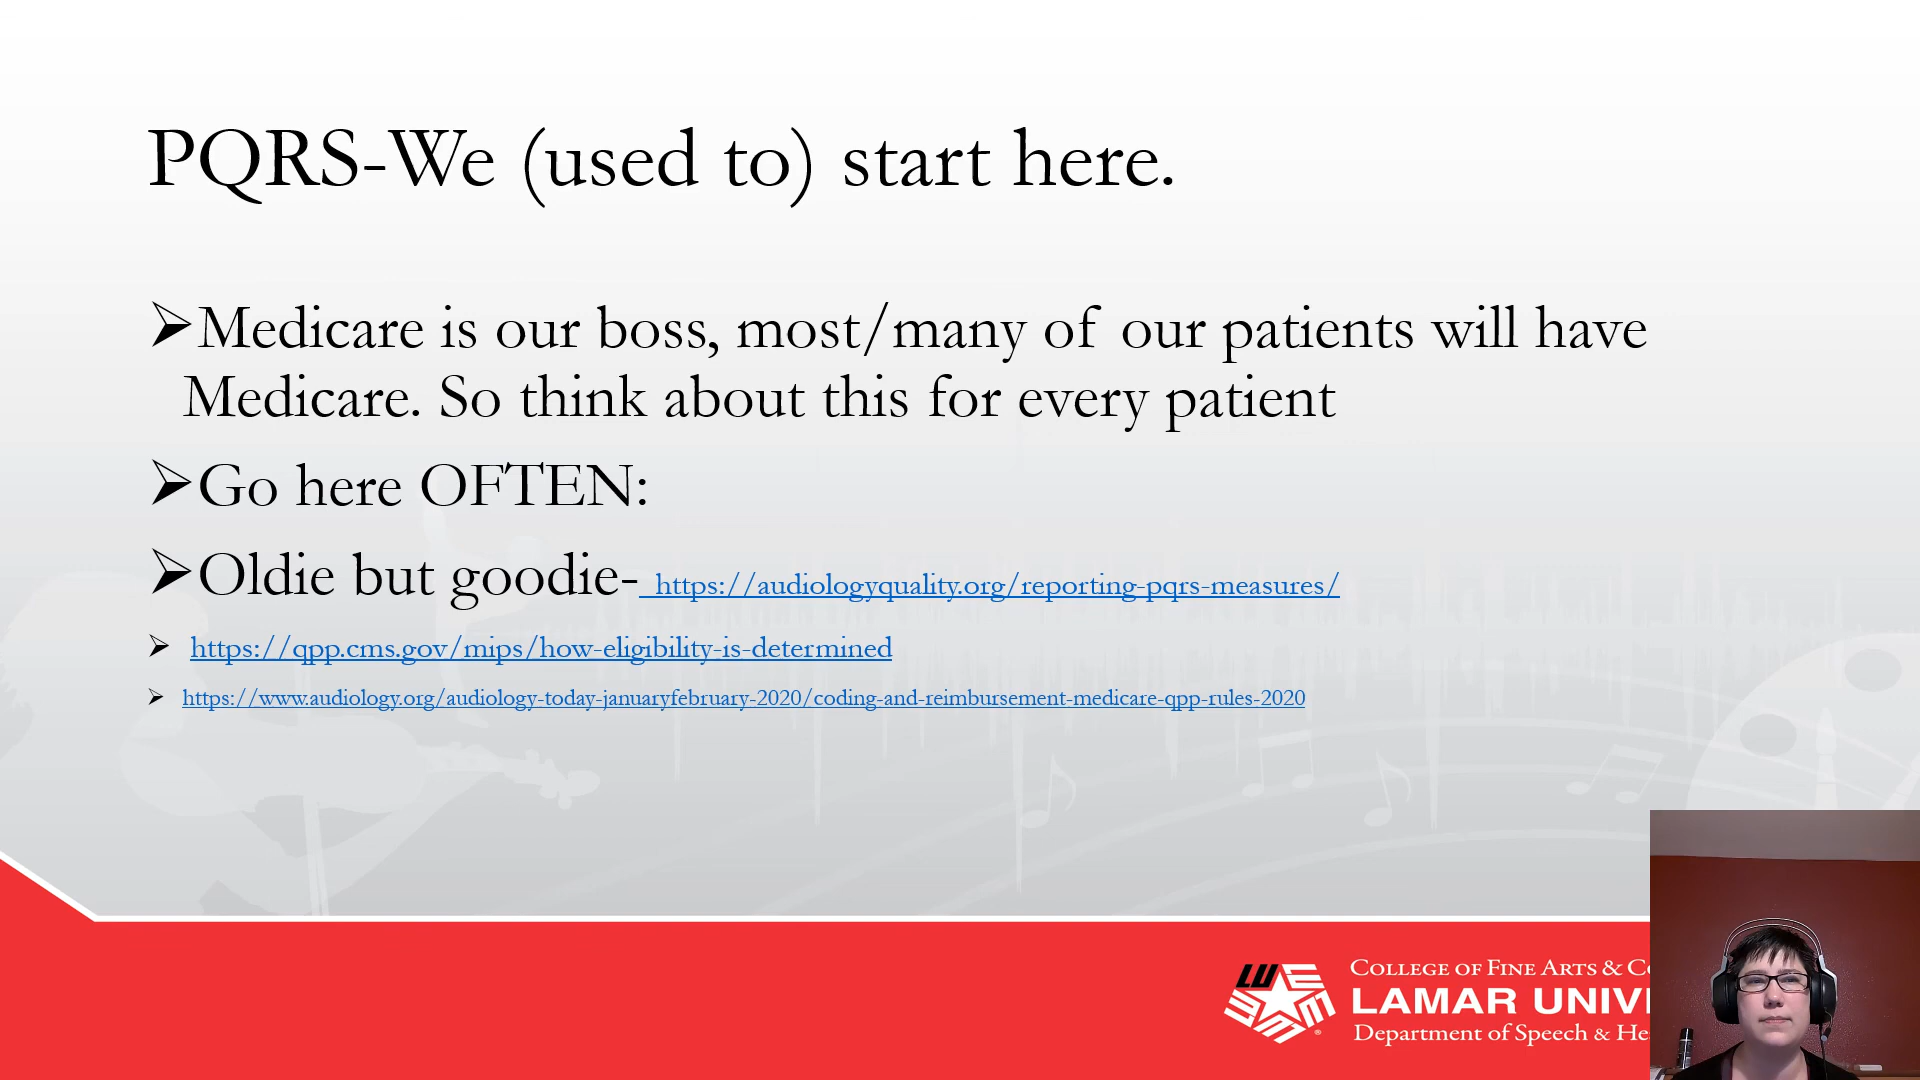 PQRS-We (used to) start here.
➢Medicare is our boss, most/many of our patients will have
Medicare. So think about this for every patient
➢Go here OFTEN:
➢Oldie but goodie- https://audiologyquality.org/reporting-pqrs-measures/
➢ https://qpp.cms.gov/mips/how-eligibility-is-determined
➢ https://www.audiology.org/audiology-today-januaryfebruary-2020/coding-and-reimbursement-medicare-qpp-rules-2020
COLLEGE OF FINE ARTS &
LAMAR
Department of Speech &